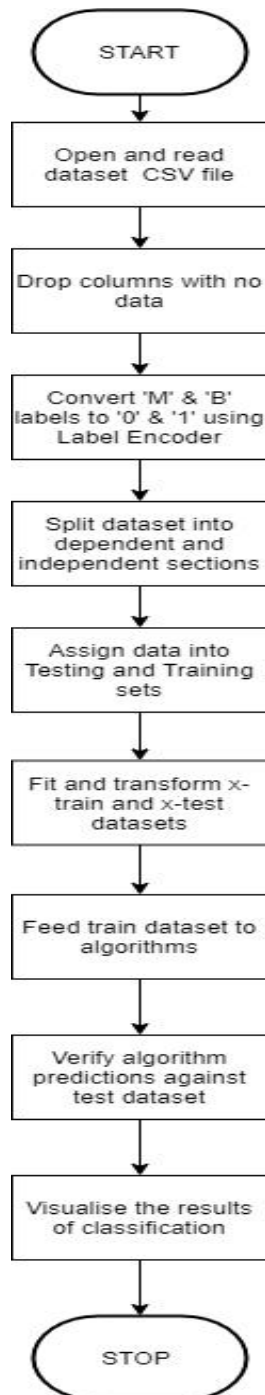 START
Open and read
dataset CSV file
Drop columns with no
data
Convert 'M' & 'B'
labels to '0' & '1' using
Label Encoder
Split dataset into
dependent and
independent sections
Assign data into
Testing and Training
sets
Fit and transform x-
train and x-test
datasets
Feed train dataset to
algorithms
Verify algorithm
predictions against
test dataset
Visualise the results
of classification
STOP